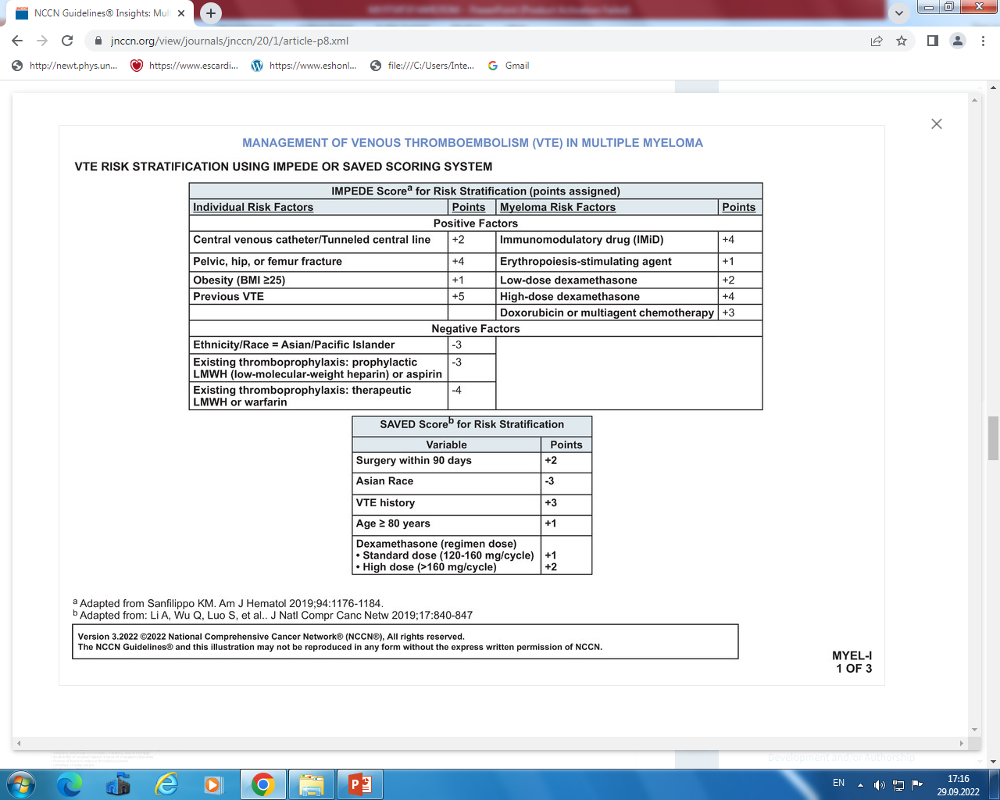 NCCN Guidelines® Insights: Mul
jnccn.org/view/journals/jnccn/20/1/article-p8.xml
http://newt.phys.un... https://www.escardi... https://www.eshonl... file:///C:/Users/Inte... Gmail
MANAGEMENT OF VENOUS THROMBOEMBOLISM (VTE) IN MULTIPLE MYELOMA
VTE RISK STRATIFICATION USING IMPEDE OR SAVED SCORING SYSTEM
IMPEDE Scoreᵃ for Risk Stratification (points assigned)
Individual Risk Factors Points Myeloma Risk Factors Points
Positive Factors
Central venous catheter/Tunneled central line +2 Immunomodulatory drug (IMiD) +4
Pelvic, hip, or femur fracture +4 Erythropoiesis-stimulating agent +1
Obesity (BMI ≥25) +1 Low-dose dexamethasone +2
Previous VTE +5 High-dose dexamethasone +4
Doxorubicin or multiagent chemotherapy +3
Negative Factors
Ethnicity/Race = Asian/Pacific Islander -3
Existing thromboprophylaxis: prophylactic -3
LMWH (low-molecular-weight heparin) or aspirin
Existing thromboprophylaxis: therapeutic -4
LMWH or warfarin
SAVED Scoreᵇ for Risk Stratification
Variable Points
Surgery within 90 days +2
Asian Race -3
VTE history +3
Age ≥ 80 years +1
Dexamethasone (regimen dose)
• Standard dose (120-160 mg/cycle) +1
• High dose (>160 mg/cycle) +2
ᵃ Adapted from Sanfilippo KM. Am J Hematol 2019;94:1176-1184.
ᵇ Adapted from: Li A, Wu Q, Luo S, et al.. J Natl Compr Canc Netw 2019;17:840-847
Version 3.2022 ©2022 National Comprehensive Cancer Network® (NCCN®), All rights reserved.
The NCCN Guidelines® and this illustration may not be reproduced in any form without the express written permission of NCCN.
MYEL-I
1 OF 3
Development and/or Authorship
EN
17:16
29.09.2022